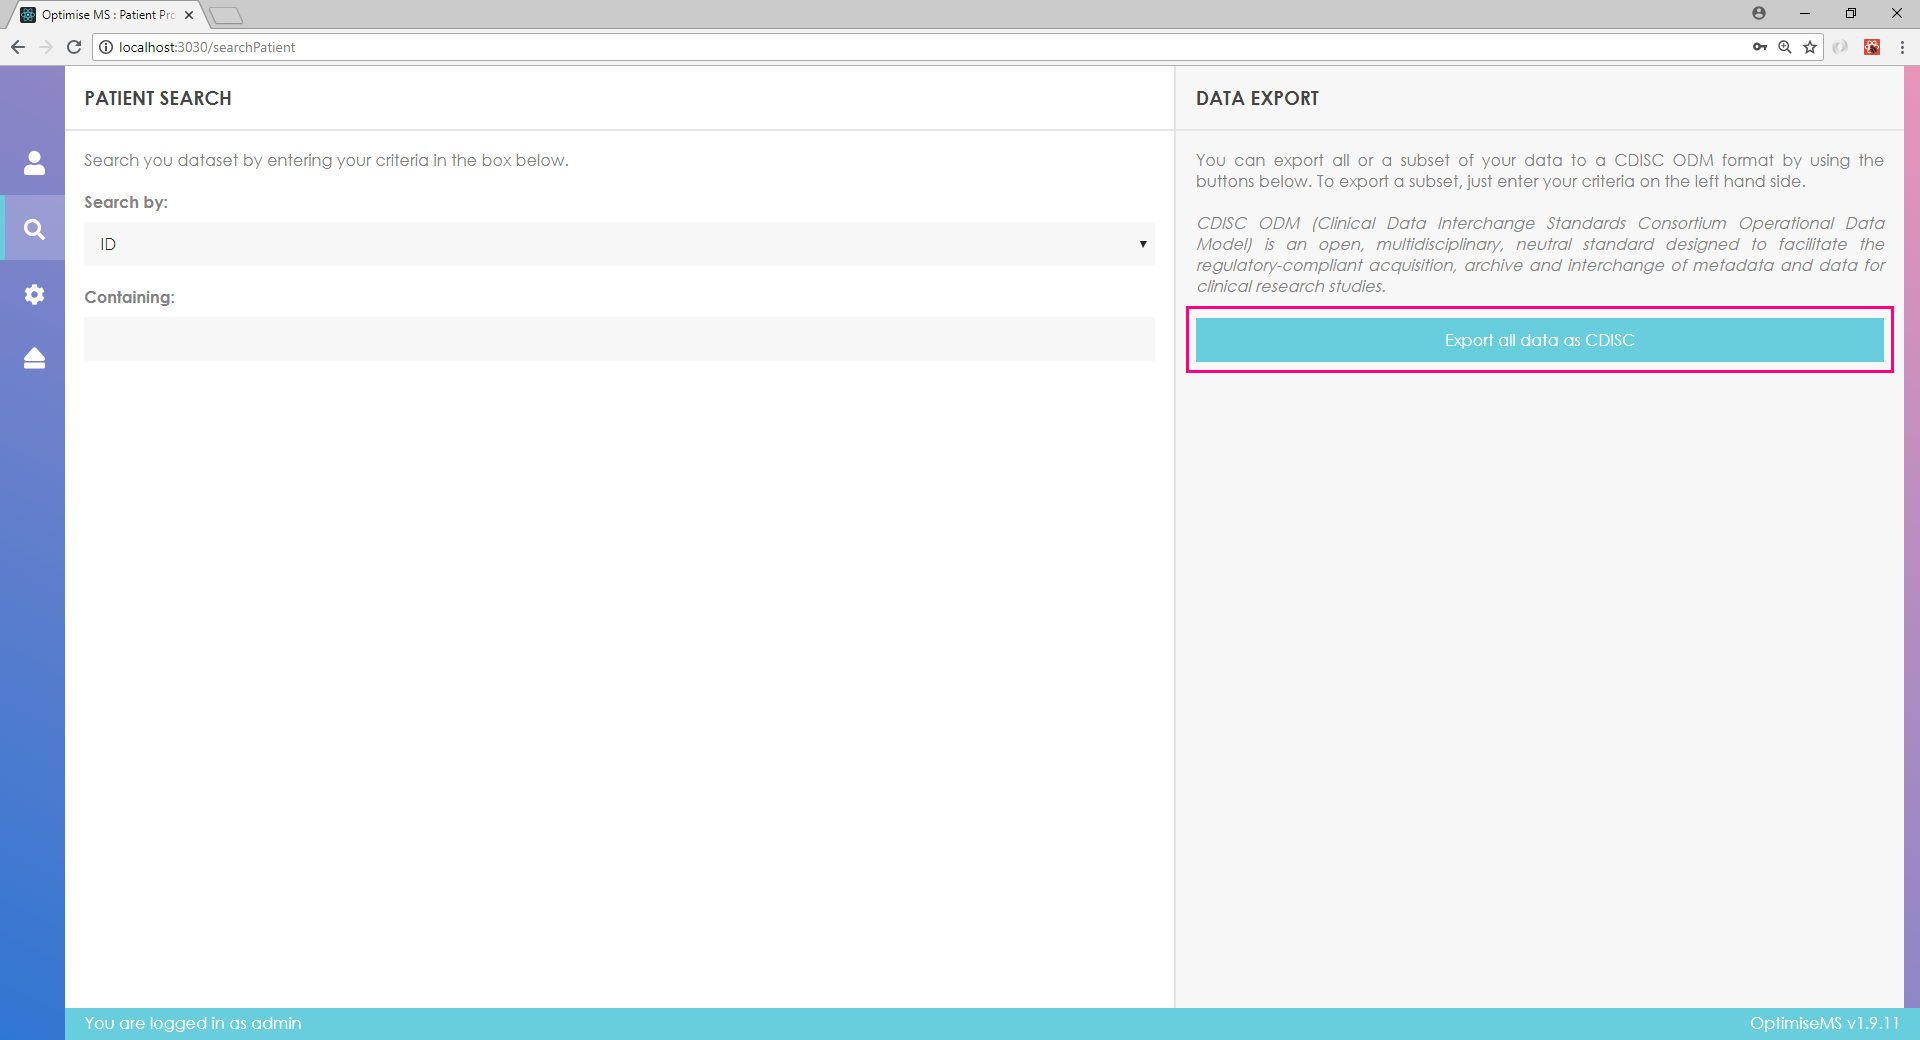 Optimise MS : Patient Pro
localhost:3030/searchPatient
PATIENT SEARCH
Search you dataset by entering your criteria in the box below.
Search by:
ID
Containing:
DATA EXPORT
You can export all or a subset of your data to a CDISC ODM format by using the
buttons below. To export a subset, just enter your criteria on the left hand side.
CDISC ODM (Clinical Data Interchange Standards Consortium Operational Data
Model) is an open, multidisciplinary, neutral standard designed to facilitate the
regulatory-compliant acquisition, archive and interchange of metadata and data for
clinical research studies.
Export all data as CDISC
You are logged in as admin
OptimiseMS v1.9.11